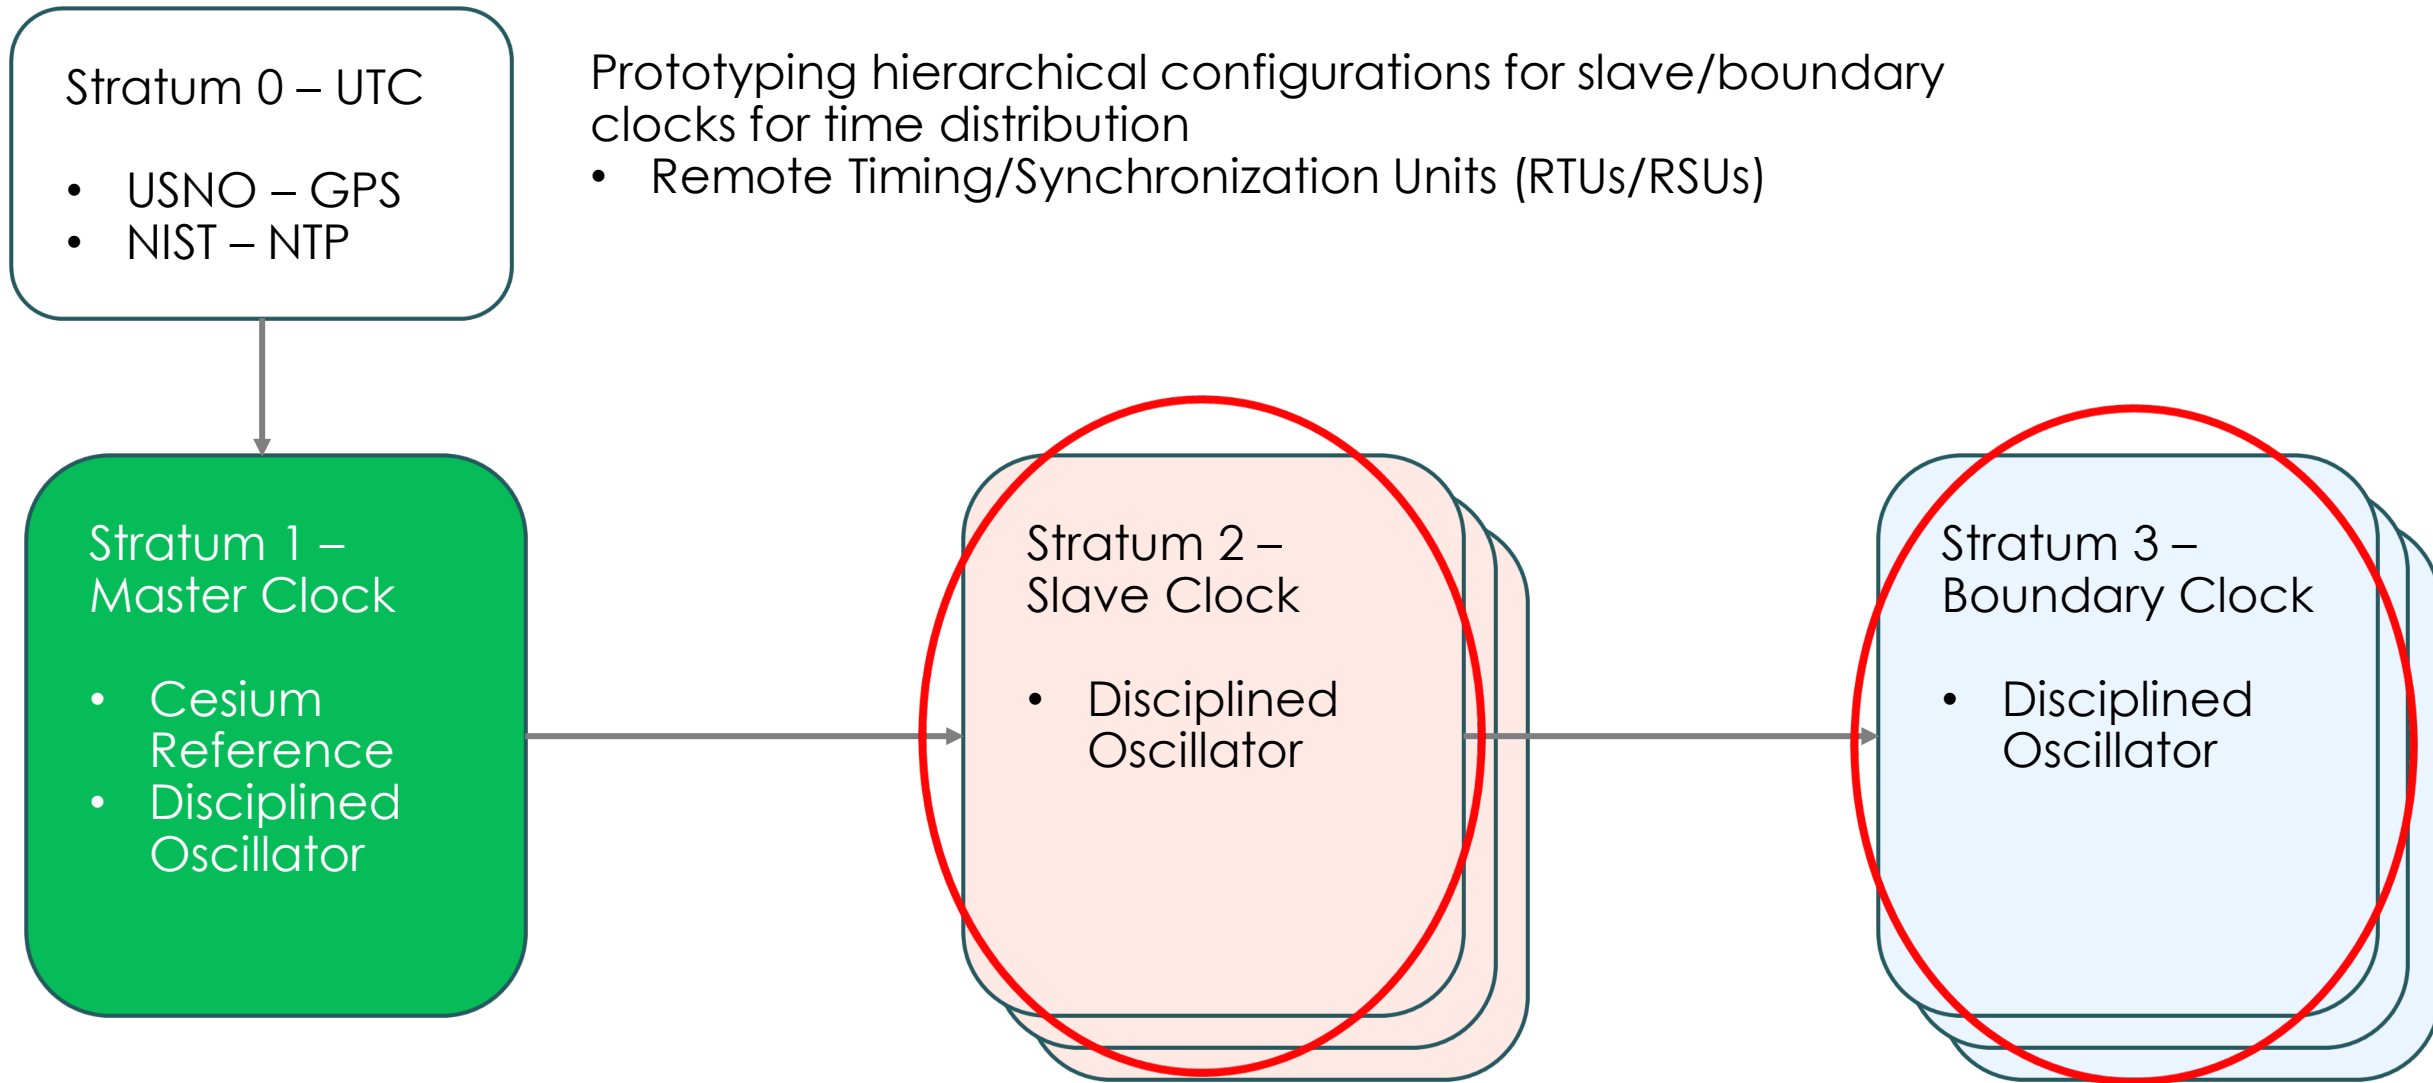 Stratum 0 – UTC
• USNO – GPS
• NIST – NTP
Prototyping hierarchical configurations for slave/boundary
clocks for time distribution
• Remote Timing/Synchronization Units (RTUs/RSUs)
Stratum 1 –
Master Clock
• Cesium
Reference
• Disciplined
Oscillator
Stratum 2 –
Slave Clock
• Disciplined
Oscillator
Stratum 3 –
Boundary Clock
• Disciplined
Oscillator